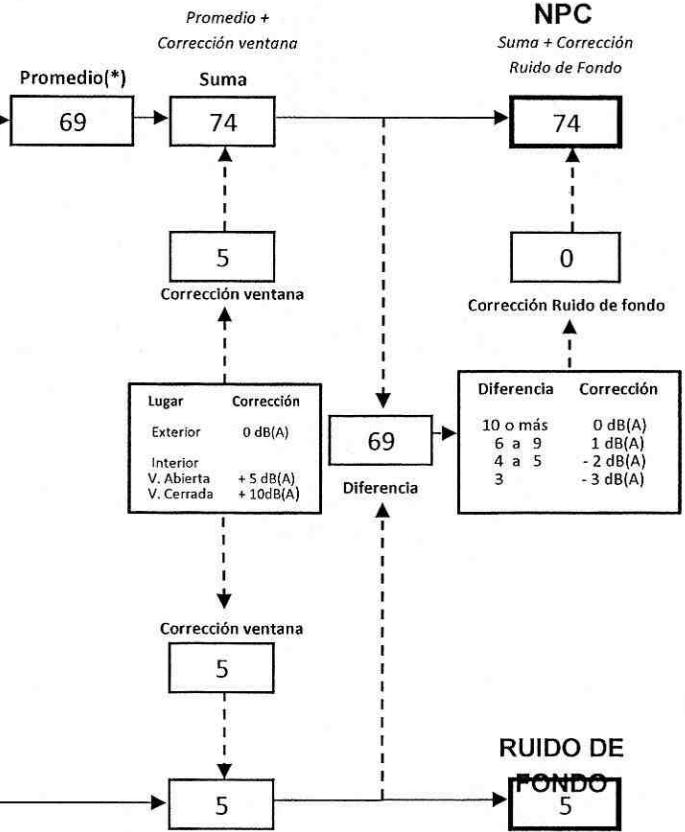 Promedio +
Corrección ventana
NPC
Suma + Corrección
Ruido de Fondo
Promedio(*)
Suma
69
74
74
5
0
Corrección ventana
Corrección Ruido de fondo
Lugar Corrección
Exterior 0 dB(A)
Interior
V. Abierta + 5 dB(A)
V. Cerrada + 10dB(A)
69
Diferencia
Diferencia Corrección
10 o más 0 dB(A)
6 a 9 1 dB(A)
4 a 5 - 2 dB(A)
3 - 3 dB(A)
Corrección ventana
5
5
RUIDO DE
FONDO
5